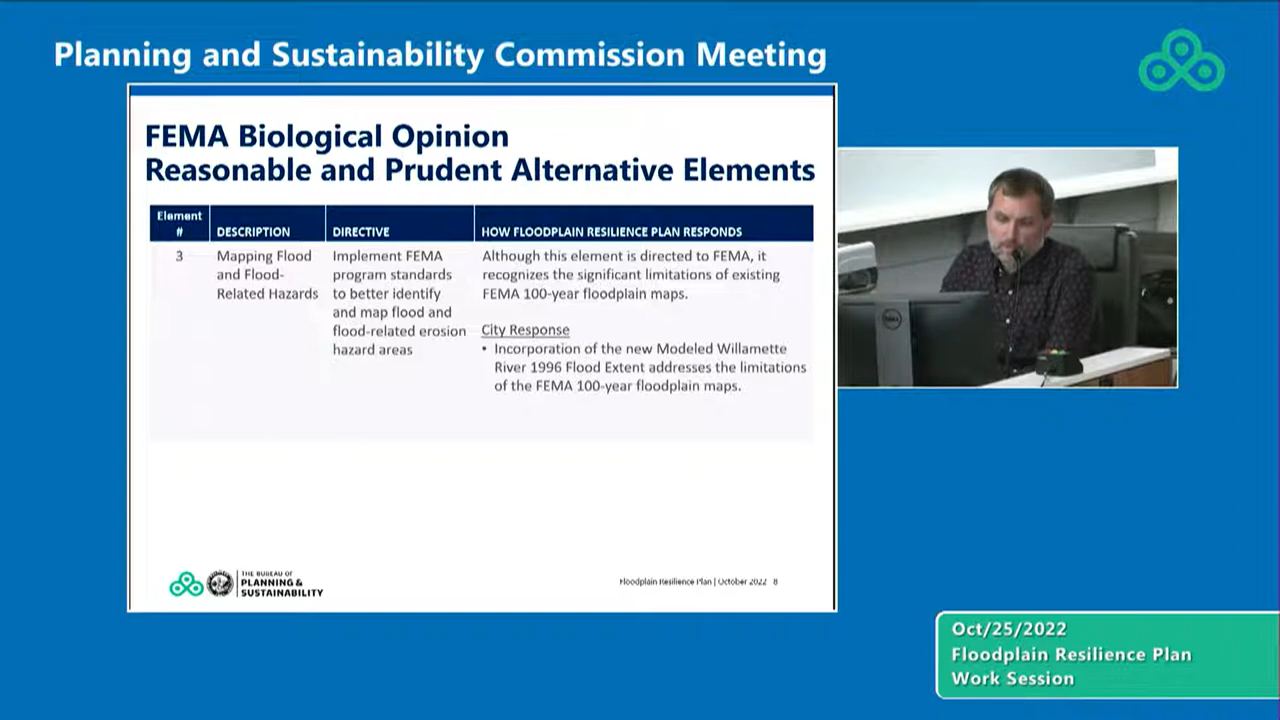 Planning and Sustainability Commission Meeting
FEMA Biological Opinion
Reasonable and Prudent Alternative Elements
Element
#
DESCRIPTION
DIRECTIVE
HOW FLOODPLAIN RESILIENCE PLAN RESPONDS
3
Mapping Flood
and Flood-
Related Hazards
Implement FEMA
program standards
to better identify
and map flood and
flood-related erosion
hazard areas
Although this element is directed to FEMA, it
recognizes the significant limitations of existing
FEMA 100-year floodplain maps.
City Response
• Incorporation of the new Modeled Willamette
River 1996 Flood Extent addresses the limitations
of the FEMA 100-year floodplain maps.
THE BUREAU OF
PLANNING &
SUSTAINABILITY
Floodplain Resilience Plan | October 2022 8
DELL
Oct/25/2022
Floodplain Resilience Plan
Work Session